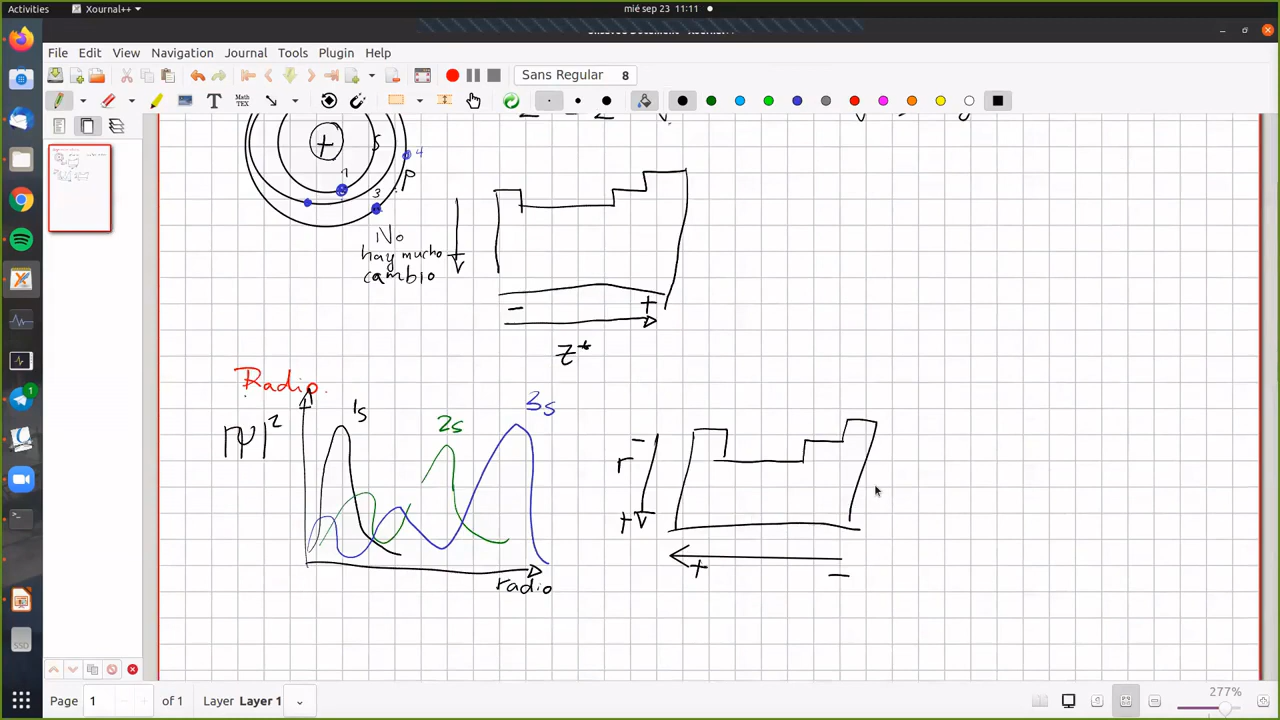 Activities
Xournal++
mié sep 23 11:11
File Edit View Navigation Journal Tools Plugin Help
Sans Regular 8
+
S
1
4
P
3
No
hay mucho
cambio
- +
Z*
Radio.
|ψ|²
1s
2s
3s
radio
-
r
+
+ -
1
SSD
Page 1 of 1 Layer Layer 1
277%